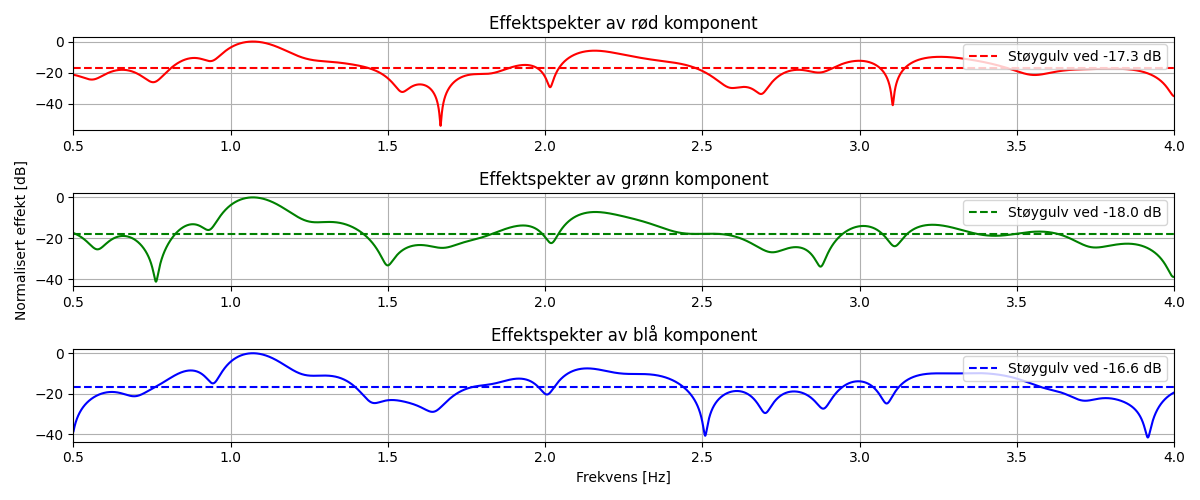 Effektspekter av rød komponent
0
−20
−40
Støygulv ved -17.3 dB
0.5 1.0 1.5 2.0 2.5 3.0 3.5 4.0
Effektspekter av grønn komponent
Normalisert effekt [dB]
0
−20
−40
Støygulv ved -18.0 dB
0.5 1.0 1.5 2.0 2.5 3.0 3.5 4.0
Effektspekter av blå komponent
0
−20
−40
Støygulv ved -16.6 dB
0.5 1.0 1.5 2.0 2.5 3.0 3.5 4.0
Frekvens [Hz]